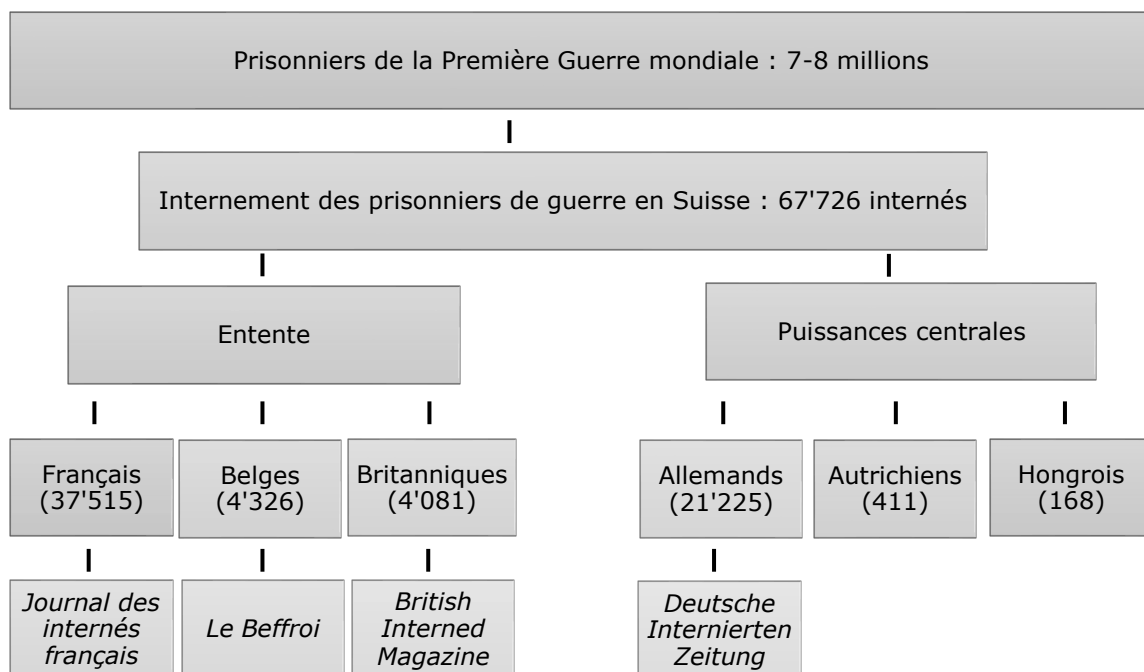 Prisonniers de la Première Guerre mondiale : 7-8 millions
Internement des prisonniers de guerre en Suisse : 67'726 internés
Entente
Puissances centrales
Français
(37'515)
Belges
(4'326)
Britanniques
(4'081)
Allemands
(21'225)
Autrichiens
(411)
Hongrois
(168)
Journal des
internés
français
Le Beffroi
British
Interned
Magazine
Deutsche
Internierten
Zeitung